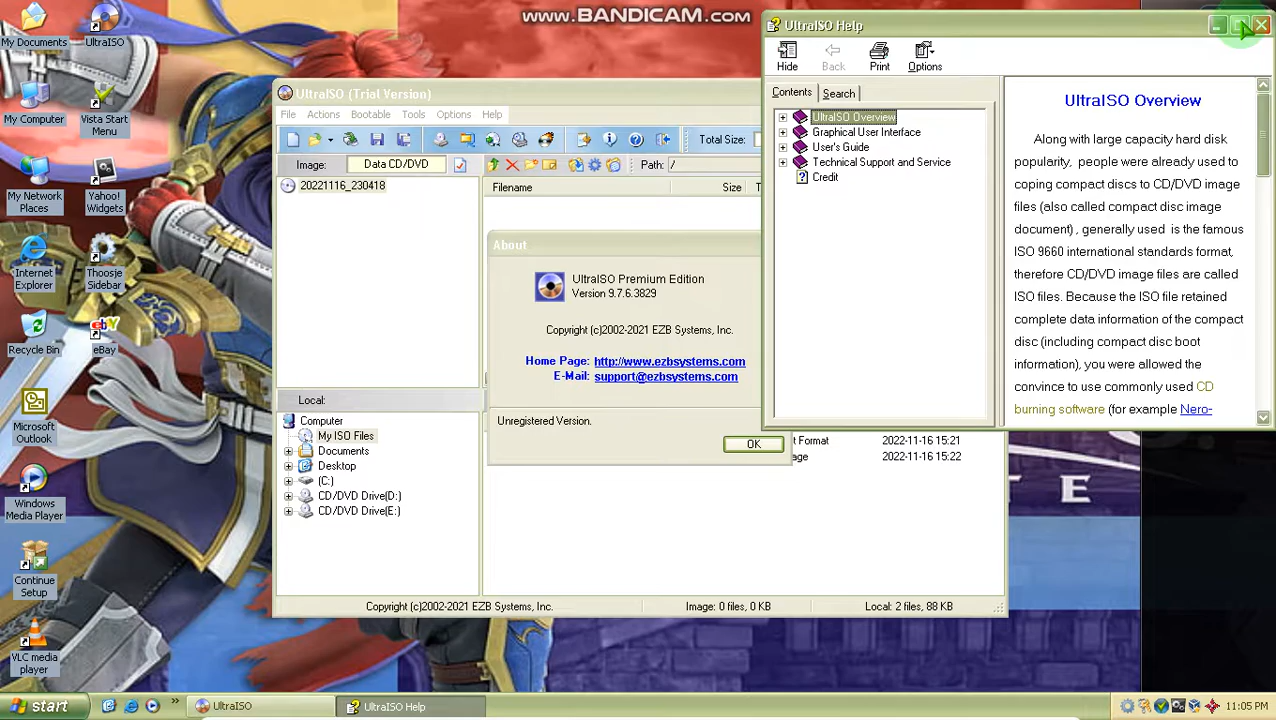 www.BANDICAM.com
My Documents
UltraISO
My Computer
Vista Start
Menu
My Network
Places
Yahoo!
Widgets
Internet
Explorer
Thoosje
Sidebar
Recycle Bin
eBay
Microsoft
Outlook
Windows
Media Player
Continue
Setup
VLC media
player
UltraISO (Trial Version)
File Actions Bootable Tools Options Help
Total Size:
Image: Data CD/DVD
Path: /
20221116_230418
Filename Size T
Local:
Computer
My ISO Files
Documents
Desktop
(C:)
CD/DVD Drive(D:)
CD/DVD Drive(E:)
t Format 2022-11-16 15:21
age 2022-11-16 15:22
Copyright (c)2002-2021 EZB Systems, Inc. Image: 0 files, 0 KB Local: 2 files, 88 KB
About
UltraISO Premium Edition
Version 9.7.6.3829
Copyright (c)2002-2021 EZB Systems, Inc.
Home Page: http://www.ezbsystems.com
E-Mail: support@ezbsystems.com
Unregistered Version.
OK
UltraISO Help
Hide Back Print Options
Contents Search
UltraISO Overview
Graphical User Interface
User's Guide
Technical Support and Service
Credit
UltraISO Overview
Along with large capacity hard disk
popularity, people were already used to
coping compact discs to CD/DVD image
files (also called compact disc image
document) , generally used is the famous
ISO 9660 international standards format,
therefore CD/DVD image files are called
ISO files. Because the ISO file retained
complete data information of the compact
disc (including compact disc boot
information), you were allowed the
convince to use commonly used CD
burning software (for example Nero-
T E
start
UltraISO
UltraISO Help
11:05 PM